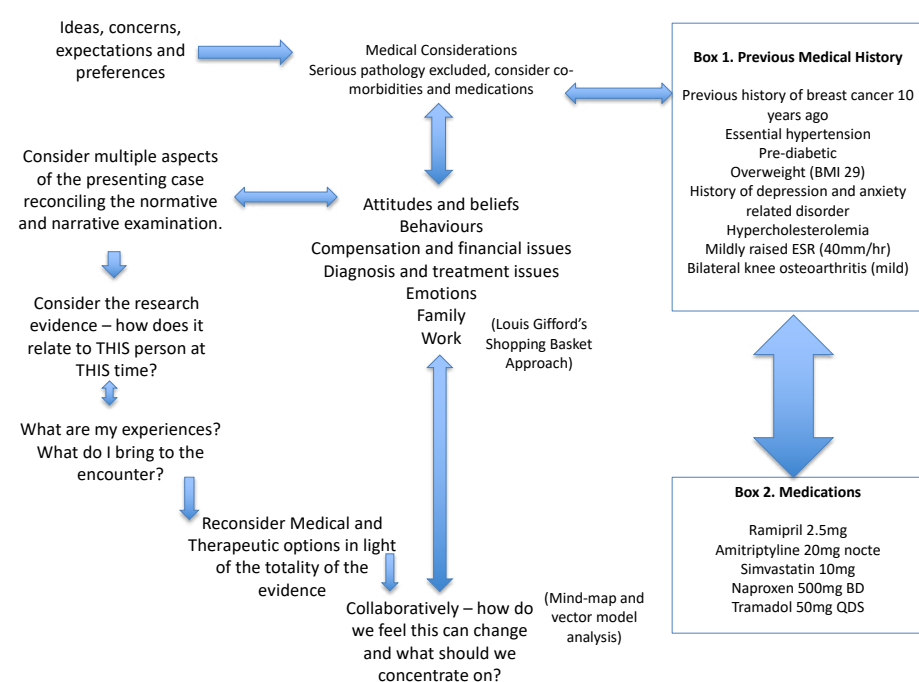 Ideas, concerns,
expectations and
preferences
Medical Considerations
Serious pathology excluded, consider co-
morbidities and medications
Box 1. Previous Medical History
Previous history of breast cancer 10
years ago
Essential hypertension
Pre-diabetic
Overweight (BMI 29)
History of depression and anxiety
related disorder
Hypercholesterolemia
Mildly raised ESR (40mm/hr)
Bilateral knee osteoarthritis (mild)
Consider multiple aspects
of the presenting case
reconciling the normative
and narrative examination.
Attitudes and beliefs
Behaviours
Compensation and financial issues
Diagnosis and treatment issues
Emotions
Family
Work
(Louis Gifford’s
Shopping Basket
Approach)
Consider the research
evidence – how does it
relate to THIS person at
THIS time?
What are my experiences?
What do I bring to the
encounter?
Reconsider Medical and
Therapeutic options in light
of the totality of the
evidence
Collaboratively – how do
we feel this can change
and what should we
concentrate on?
(Mind-map and
vector model
analysis)
Box 2. Medications
Ramipril 2.5mg
Amitriptyline 20mg nocte
Simvastatin 10mg
Naproxen 500mg BD
Tramadol 50mg QDS